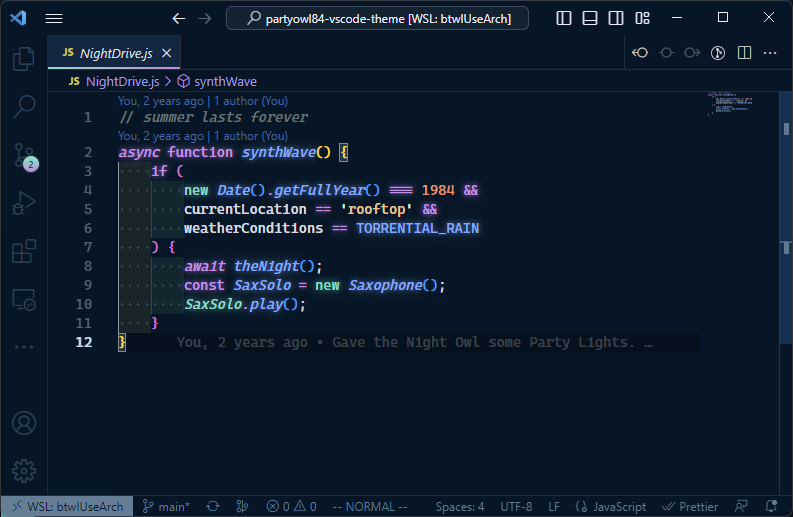 partyowl84-vscode-theme [WSL: btwIUseArch]
JS NightDrive.js
JS NightDrive.js > synthWave
You, 2 years ago | 1 author (You)
1 // summer lasts forever
You, 2 years ago | 1 author (You)
2 async function synthWave() {
3 if (
4 new Date().getFullYear() === 1984 &&
5 currentLocation == 'rooftop' &&
6 weatherConditions == TORRENTIAL_RAIN
7 ) {
8 await theNight();
9 const SaxSolo = new Saxophone();
10 SaxSolo.play();
11 }
12 } You, 2 years ago • Gave the Night Owl some Party Lights. …
2
WSL: btwIUseArch main* 0 0 -- NORMAL -- Spaces: 4 UTF-8 LF {} JavaScript Prettier